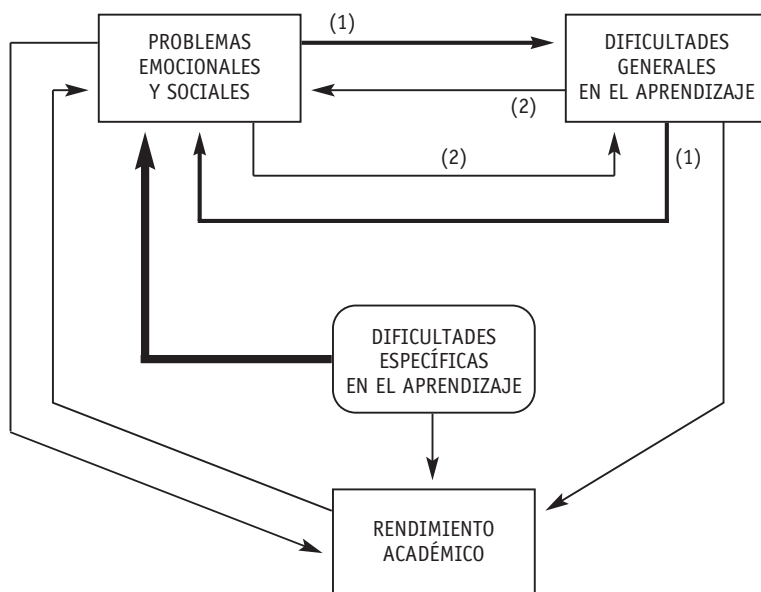 PROBLEMAS
EMOCIONALES
Y SOCIALES
(1)
DIFICULTADES
GENERALES
EN EL APRENDIZAJE
(2)
(2)
(1)
DIFICULTADES
ESPECÍFICAS
EN EL APRENDIZAJE
RENDIMIENTO
ACADÉMICO